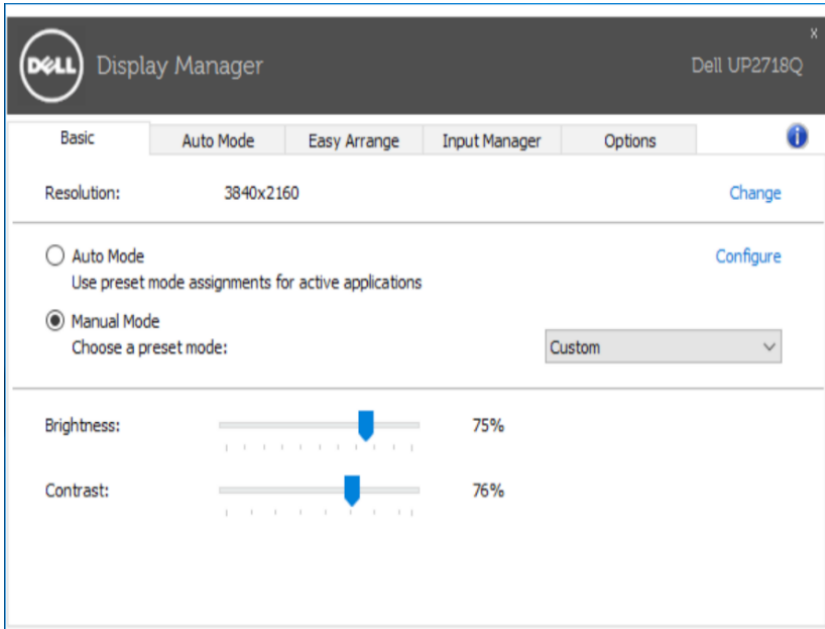 DELL Display Manager
Dell UP2718Q
x
Basic Auto Mode Easy Arrange Input Manager Options i
Resolution: 3840x2160 Change
Auto Mode Configure
Use preset mode assignments for active applications
Manual Mode
Choose a preset mode: Custom
Brightness: 75%
Contrast: 76%